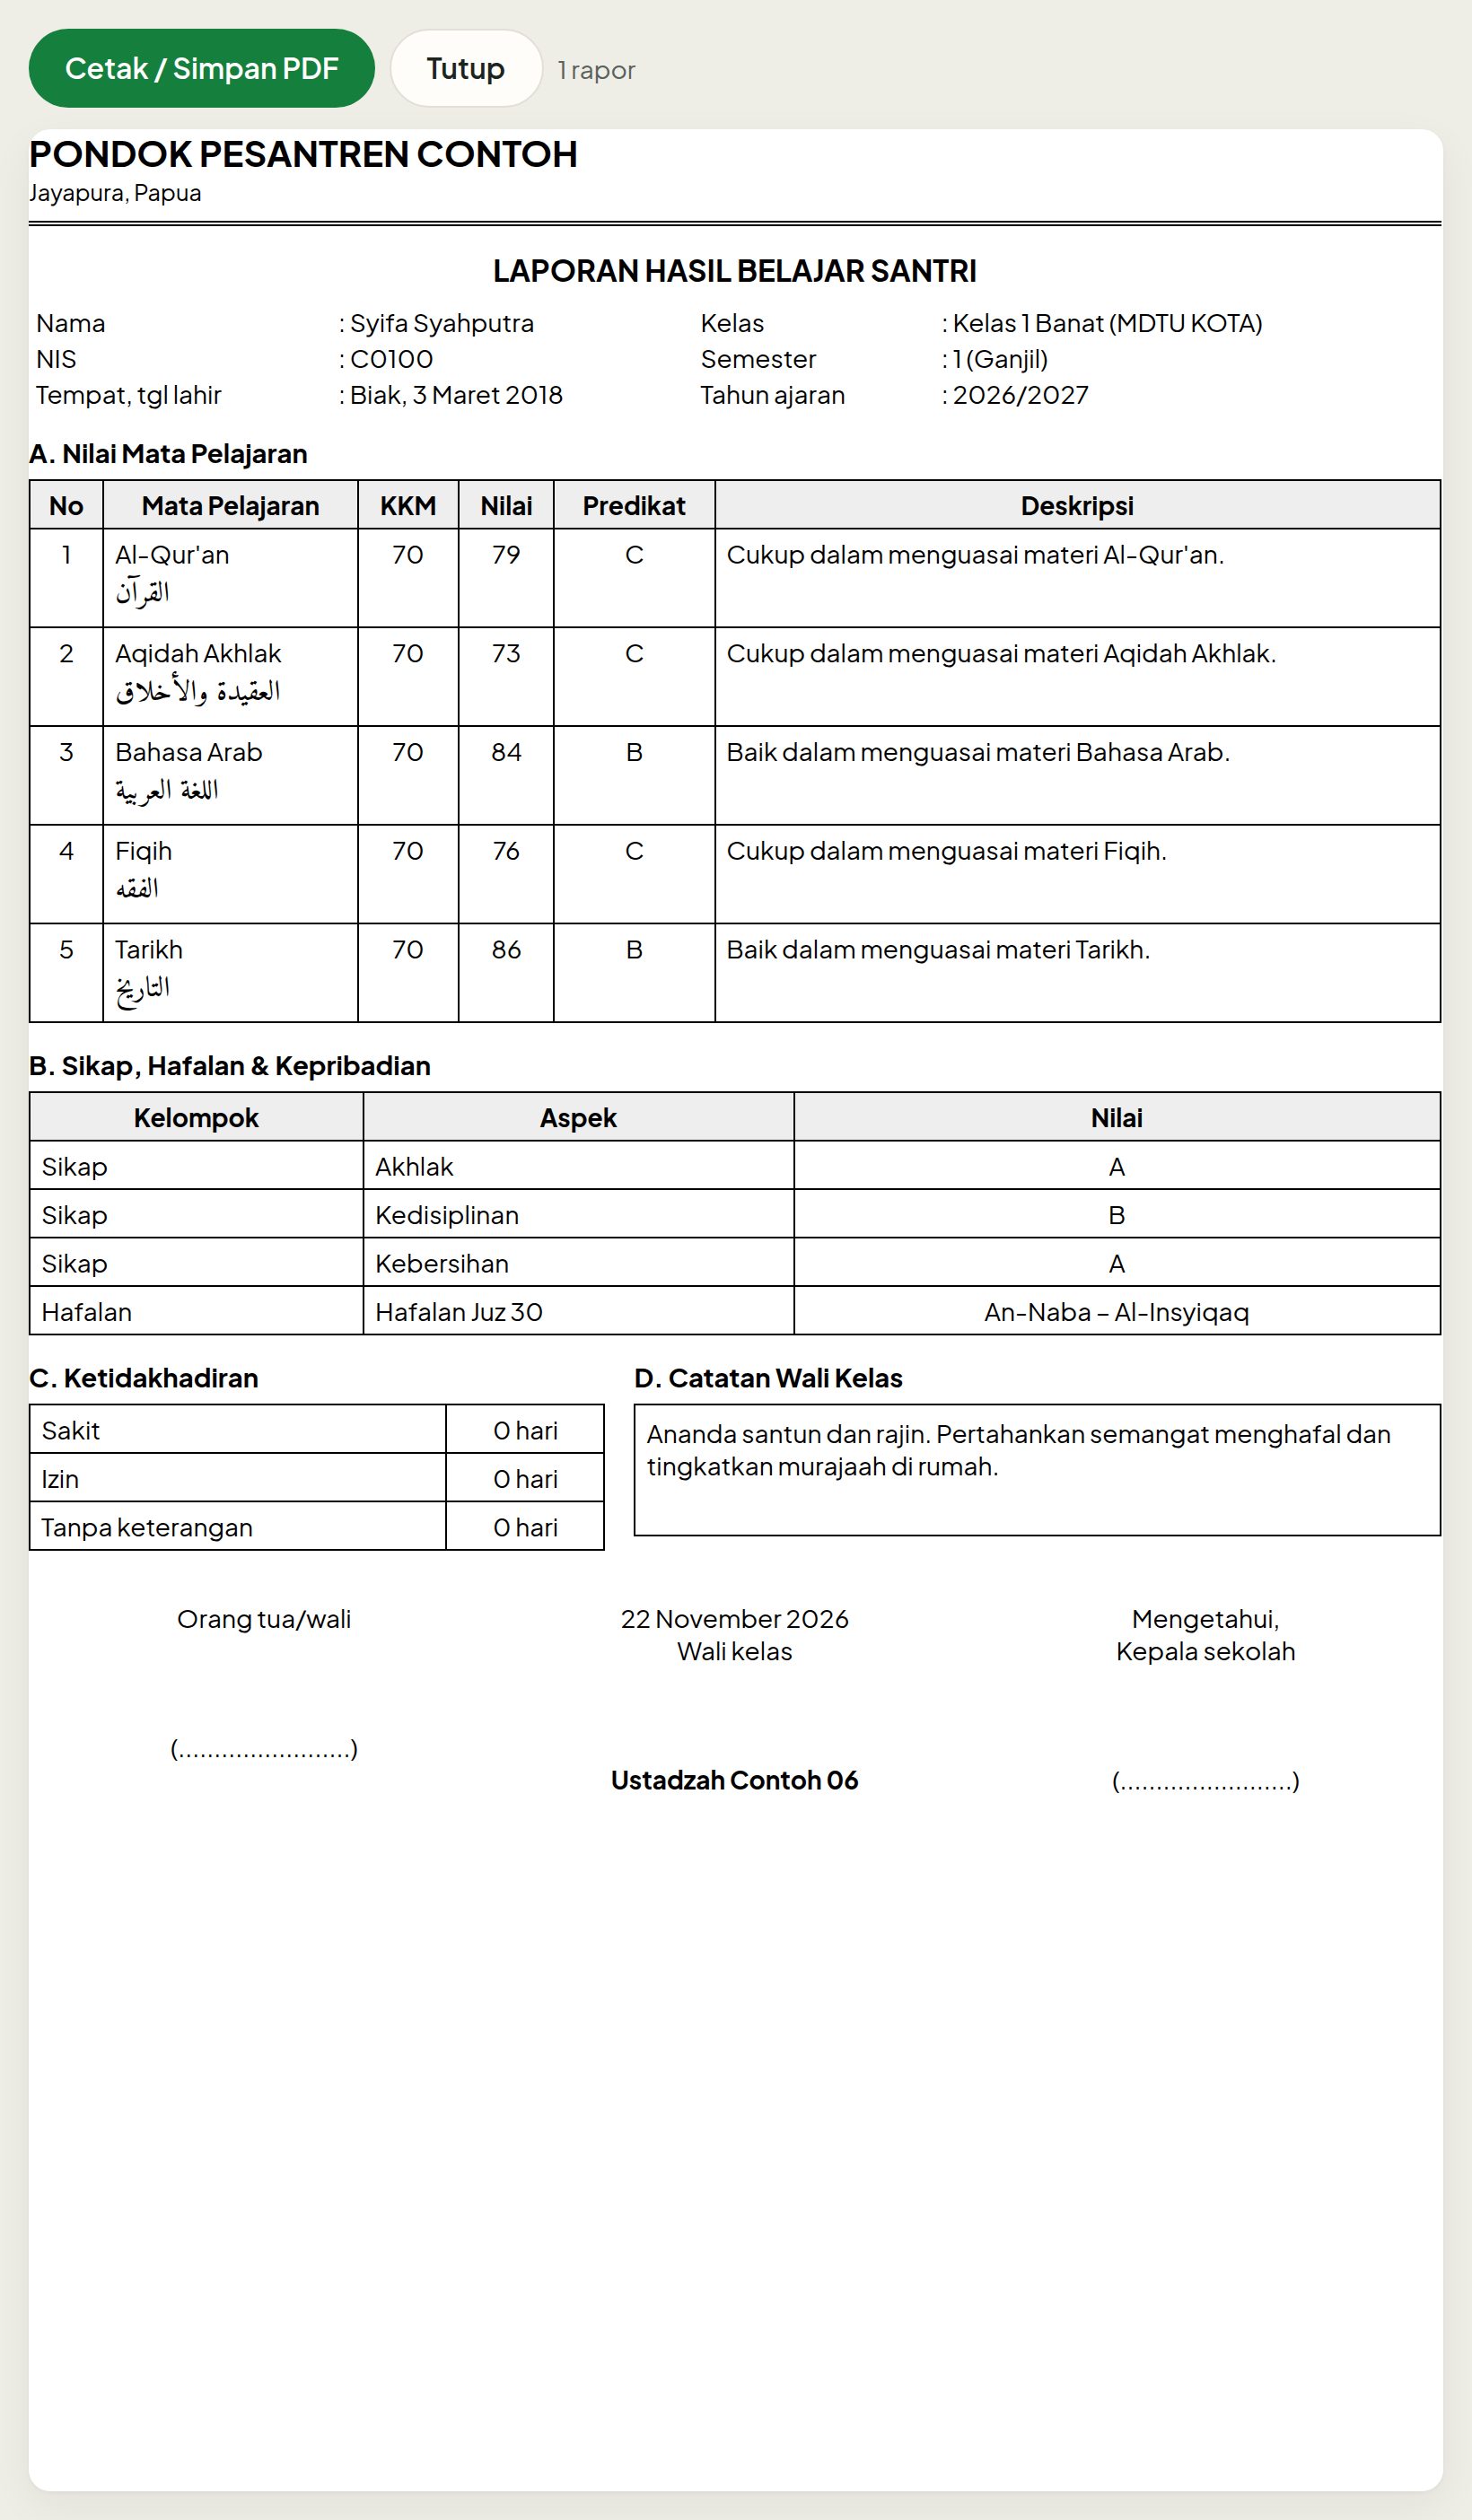 Cetak / Simpan PDF Tutup 1 rapor
PONDOK PESANTREN CONTOH
Jayapura, Papua
LAPORAN HASIL BELAJAR SANTRI
Nama : Syifa Syahputra Kelas : Kelas 1 Banat (MDTU KOTA)
NIS : C0100 Semester : 1 (Ganjil)
Tempat, tgl lahir : Biak, 3 Maret 2018 Tahun ajaran : 2026/2027
A. Nilai Mata Pelajaran
No Mata Pelajaran KKM Nilai Predikat Deskripsi
1 Al-Qur'an 70 79 C Cukup dalam menguasai materi Al-Qur'an.
القرآن
2 Aqidah Akhlak 70 73 C Cukup dalam menguasai materi Aqidah Akhlak.
العقيدة والأخلاق
3 Bahasa Arab 70 84 B Baik dalam menguasai materi Bahasa Arab.
اللغة العربية
4 Fiqih 70 76 C Cukup dalam menguasai materi Fiqih.
الفقه
5 Tarikh 70 86 B Baik dalam menguasai materi Tarikh.
التاريخ
B. Sikap, Hafalan & Kepribadian
Kelompok Aspek Nilai
Sikap Akhlak A
Sikap Kedisiplinan B
Sikap Kebersihan A
Hafalan Hafalan Juz 30 An-Naba – Al-Insyiqaq
C. Ketidakhadiran
Sakit 0 hari
Izin 0 hari
Tanpa keterangan 0 hari
D. Catatan Wali Kelas
Ananda santun dan rajin. Pertahankan semangat menghafal dan
tingkatkan murajaah di rumah.
Orang tua/wali 22 November 2026 Mengetahui,
Wali kelas Kepala sekolah
(........................)
Ustadzah Contoh 06 (........................)